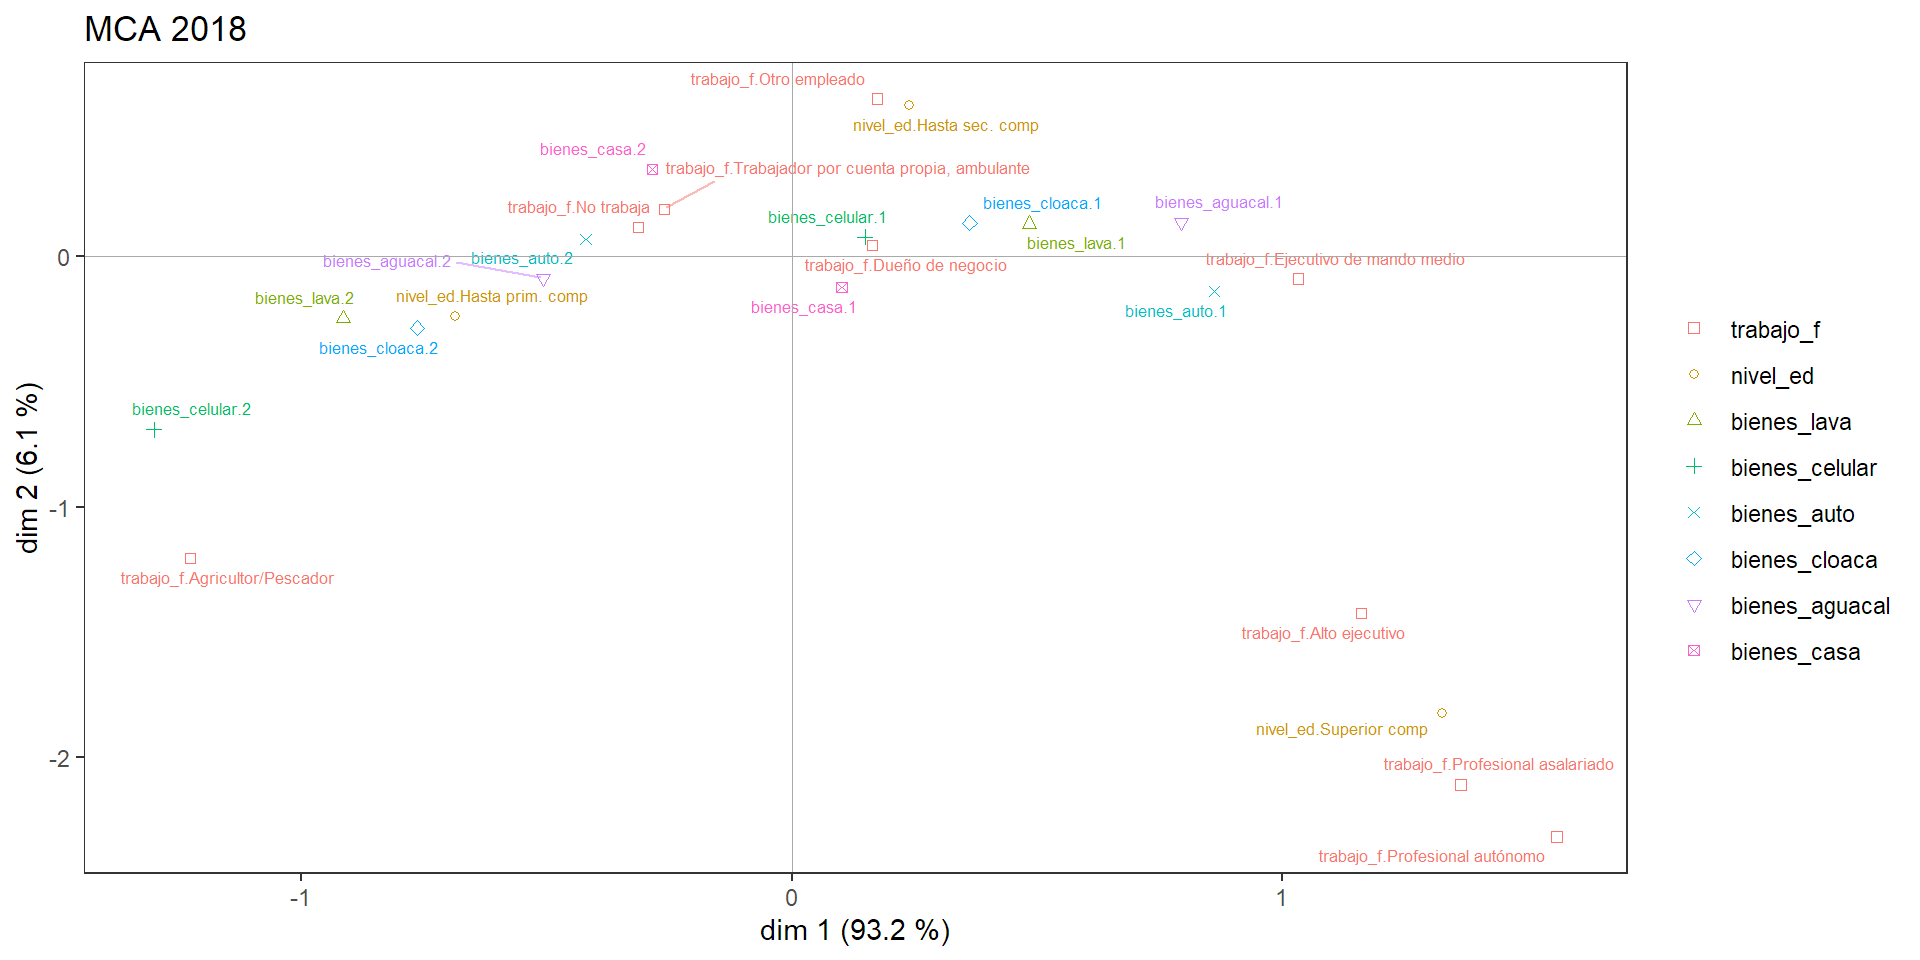 MCA 2018
trabajo_f.Otro empleado
nivel_ed.Hasta sec. comp
bienes_casa.2
trabajo_f.Trabajador por cuenta propia, ambulante
trabajo_f.No trabaja
bienes_cloaca.1
bienes_aguacal.1
bienes_celular.1
bienes_lava.1
0
bienes_aguacal.2
bienes_auto.2
trabajo_f.Dueño de negocio
trabajo_f.Ejecutivo de mando medio
bienes_lava.2
nivel_ed.Hasta prim. comp
bienes_casa.1
bienes_auto.1
bienes_cloaca.2
bienes_celular.2
-1
trabajo_f.Agricultor/Pescador
trabajo_f.Alto ejecutivo
nivel_ed.Superior comp
-2
trabajo_f.Profesional asalariado
trabajo_f.Profesional autónomo
-1
0
1
dim 1 (93.2 %)
dim 2 (6.1 %)
trabajo_f
nivel_ed
bienes_lava
bienes_celular
bienes_auto
bienes_cloaca
bienes_aguacal
bienes_casa